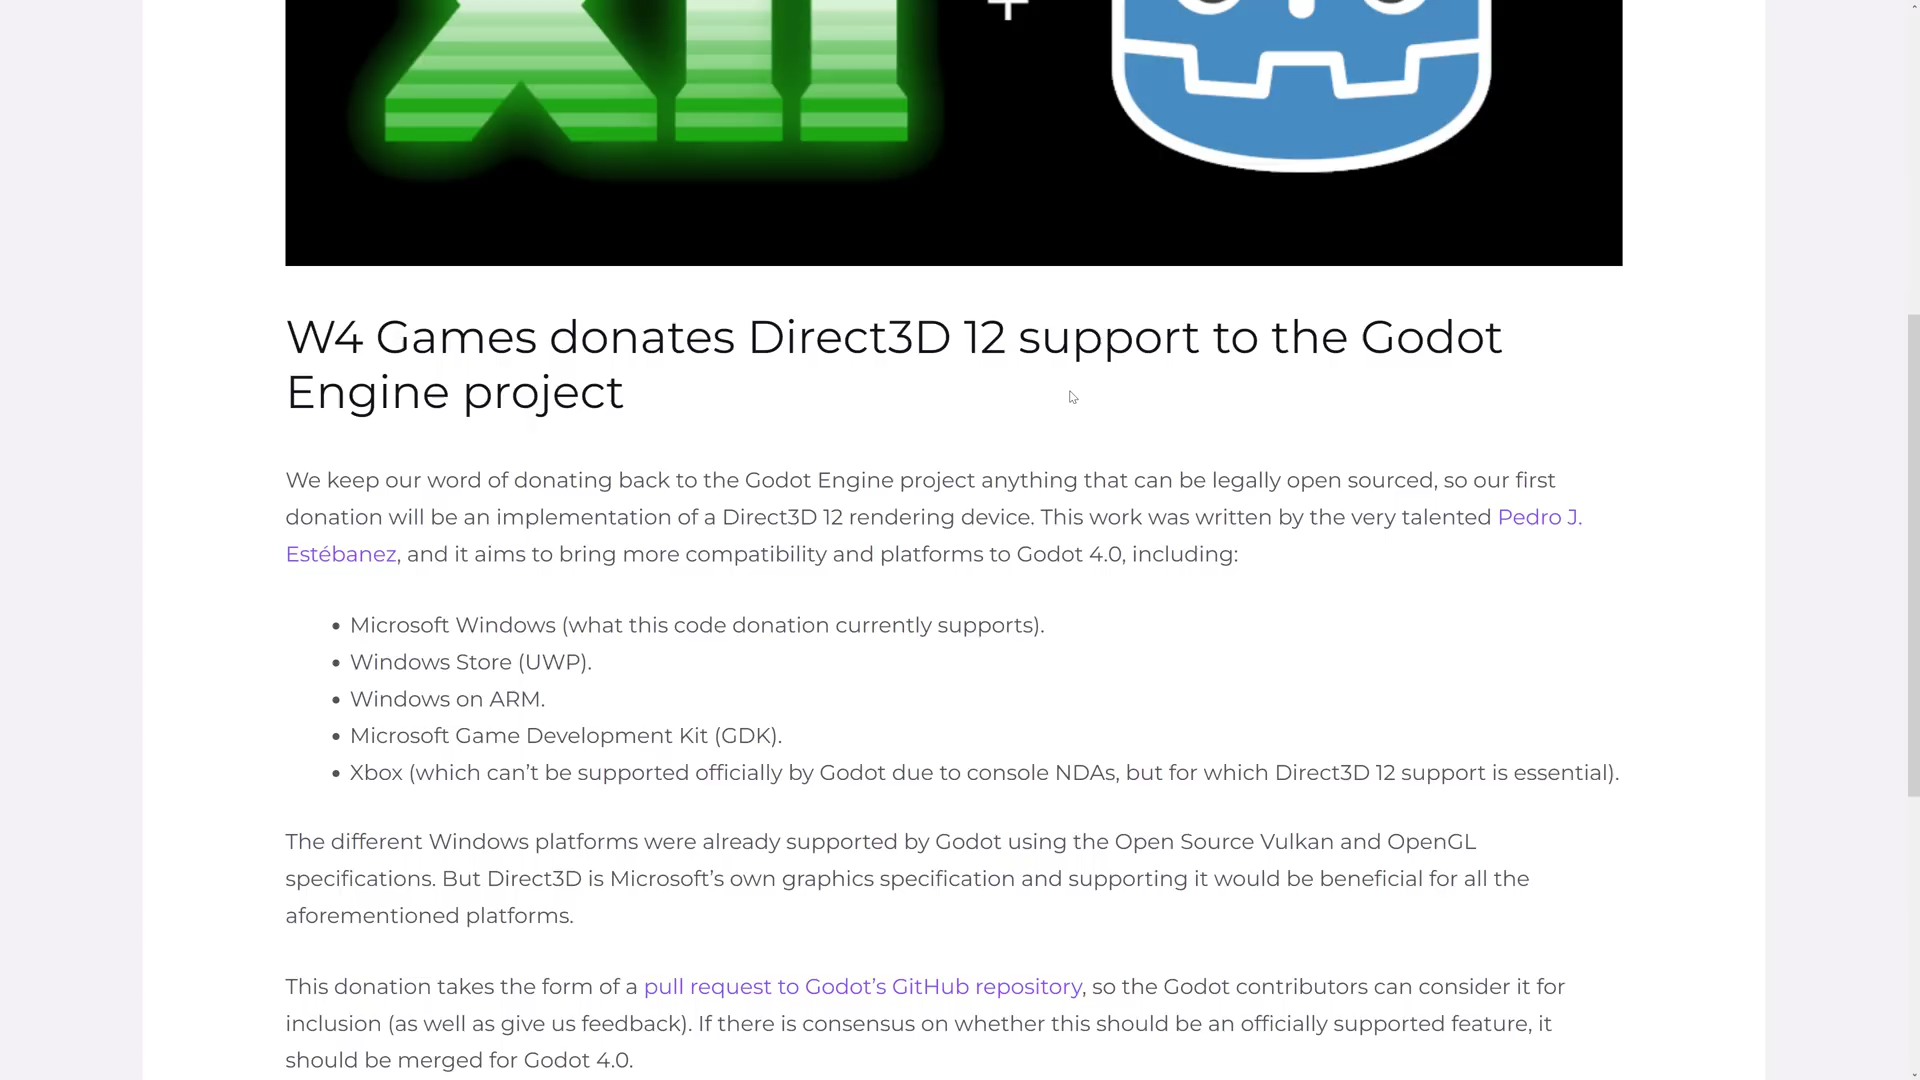 XII +
W4 Games donates Direct3D 12 support to the Godot
Engine project
We keep our word of donating back to the Godot Engine project anything that can be legally open sourced, so our first
donation will be an implementation of a Direct3D 12 rendering device. This work was written by the very talented Pedro J.
Estébanez, and it aims to bring more compatibility and platforms to Godot 4.0, including:
• Microsoft Windows (what this code donation currently supports).
• Windows Store (UWP).
• Windows on ARM.
• Microsoft Game Development Kit (GDK).
• Xbox (which can’t be supported officially by Godot due to console NDAs, but for which Direct3D 12 support is essential).
The different Windows platforms were already supported by Godot using the Open Source Vulkan and OpenGL
specifications. But Direct3D is Microsoft’s own graphics specification and supporting it would be beneficial for all the
aforementioned platforms.
This donation takes the form of a pull request to Godot’s GitHub repository, so the Godot contributors can consider it for
inclusion (as well as give us feedback). If there is consensus on whether this should be an officially supported feature, it
should be merged for Godot 4.0.